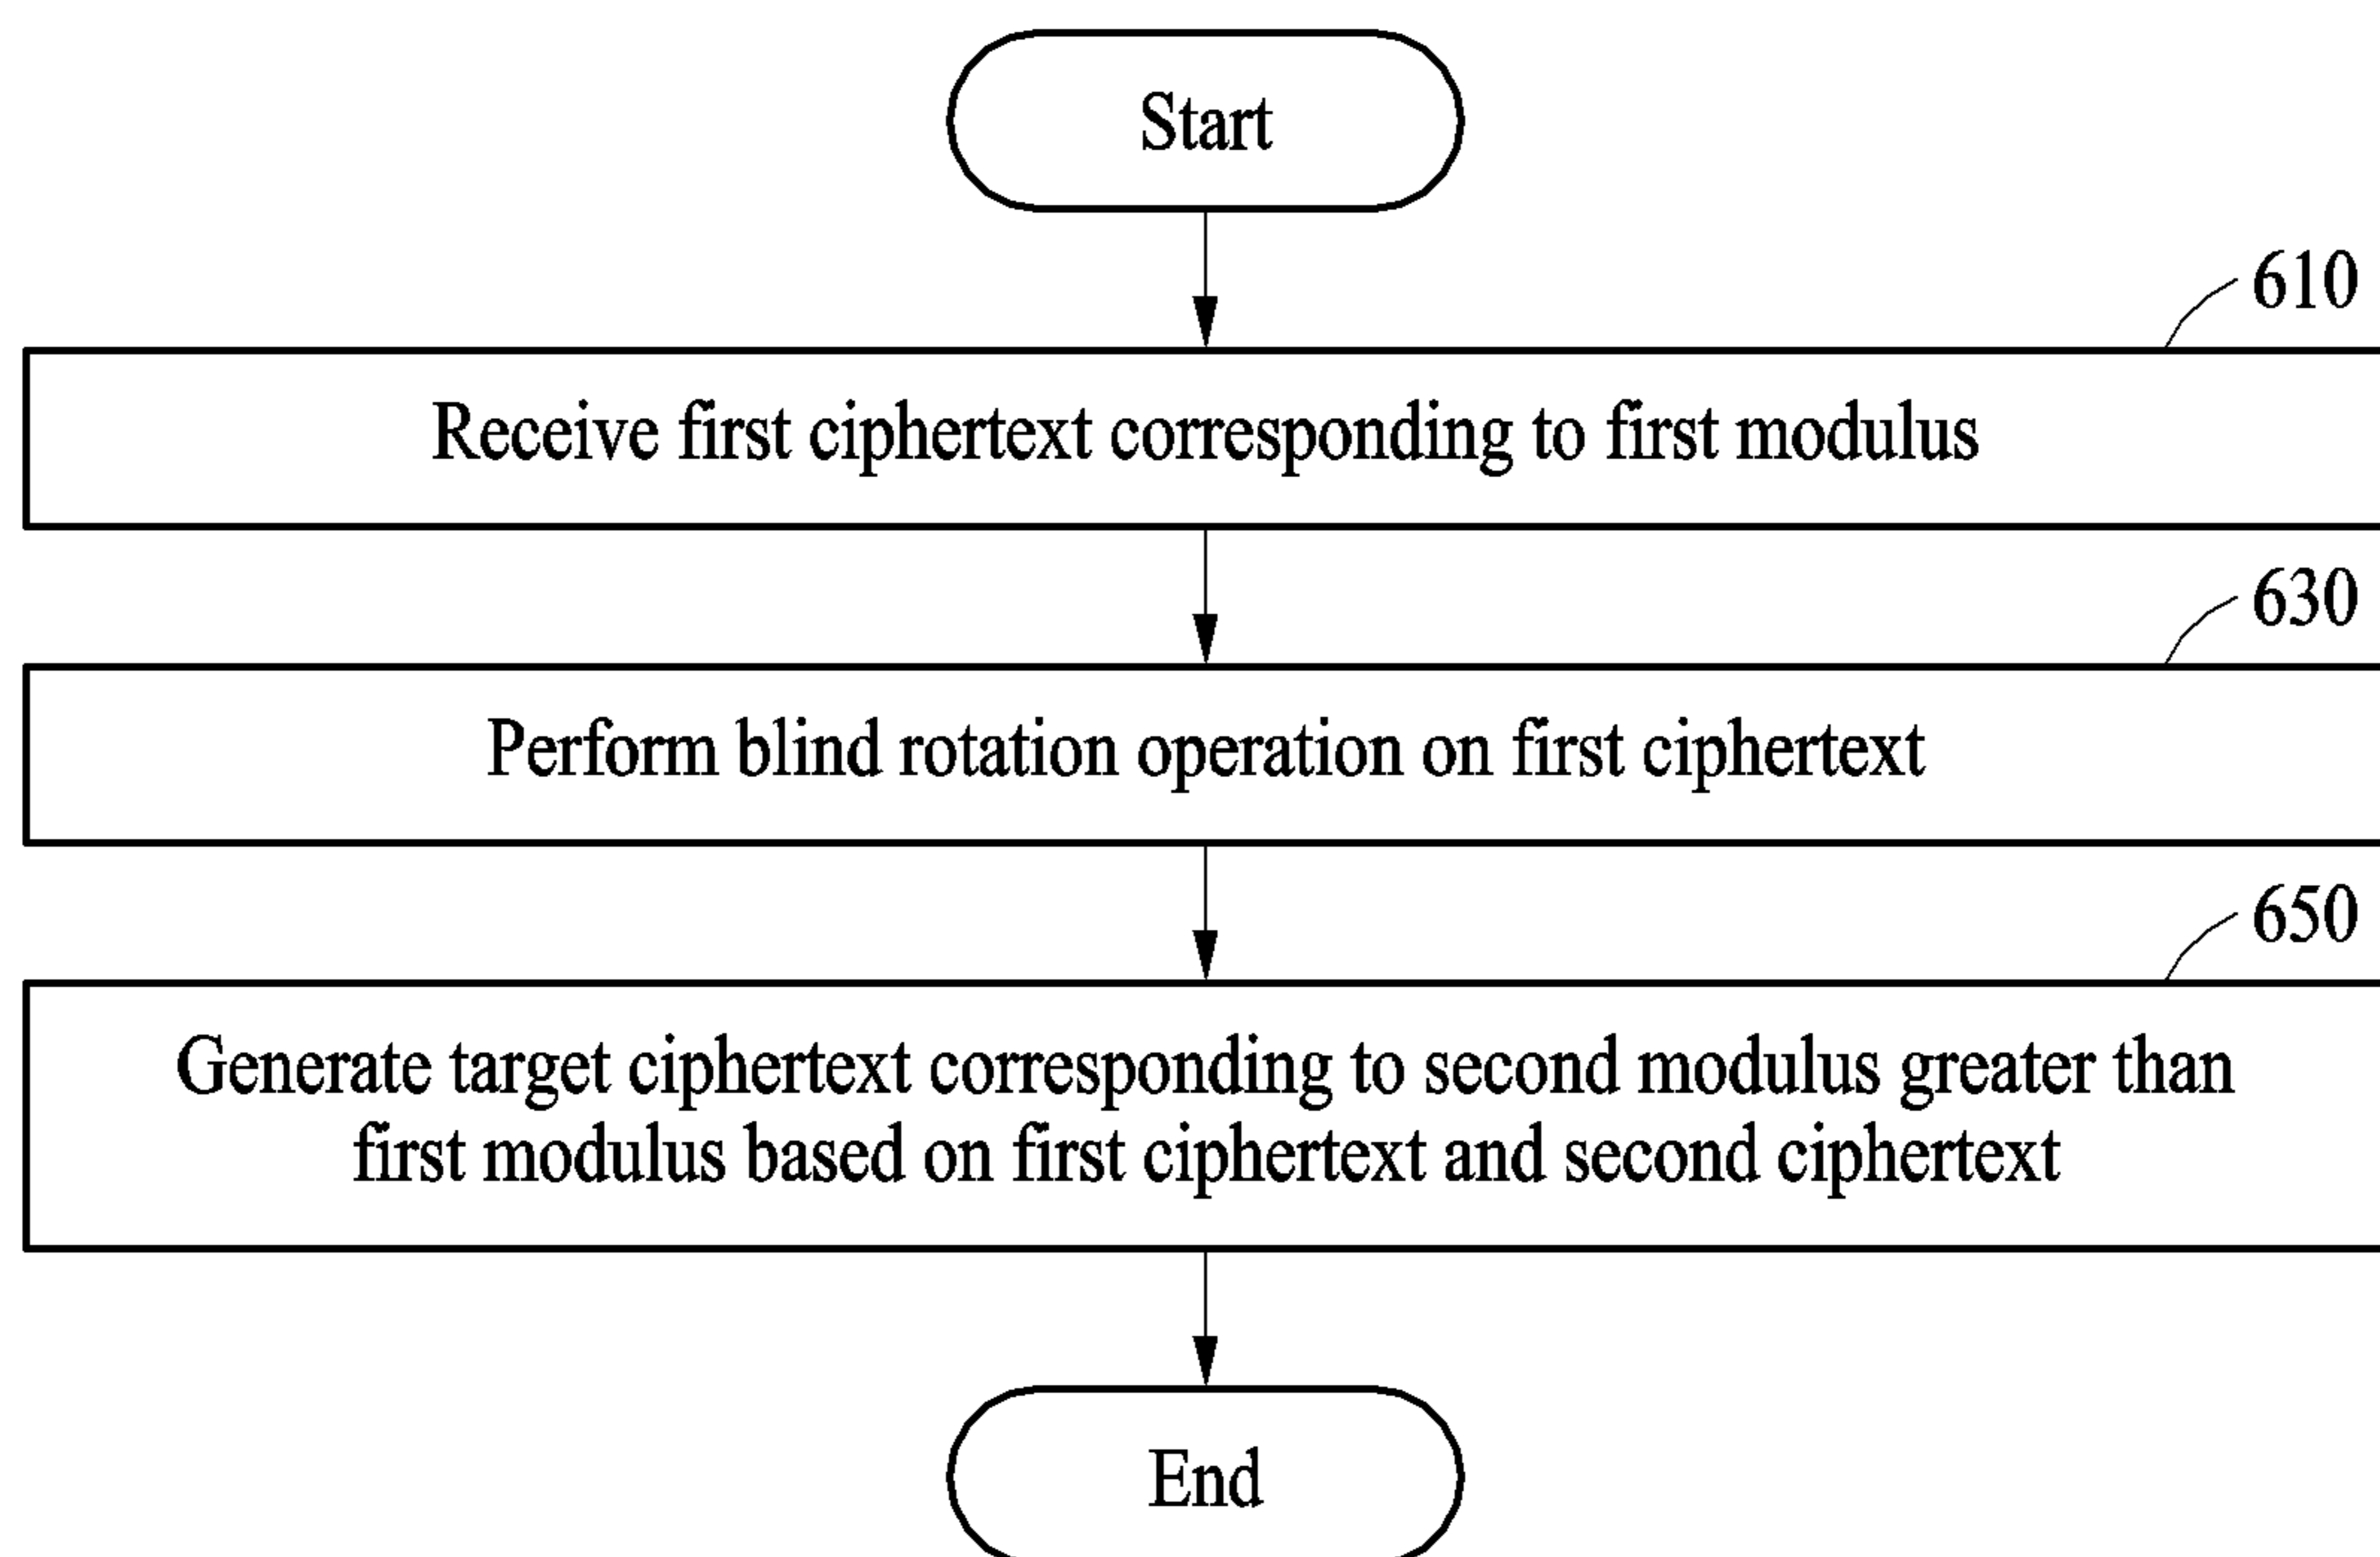 Start
610
Receive first ciphertext corresponding to first modulus
630
Perform blind rotation operation on first ciphertext
650
Generate target ciphertext corresponding to second modulus greater than
first modulus based on first ciphertext and second ciphertext
End